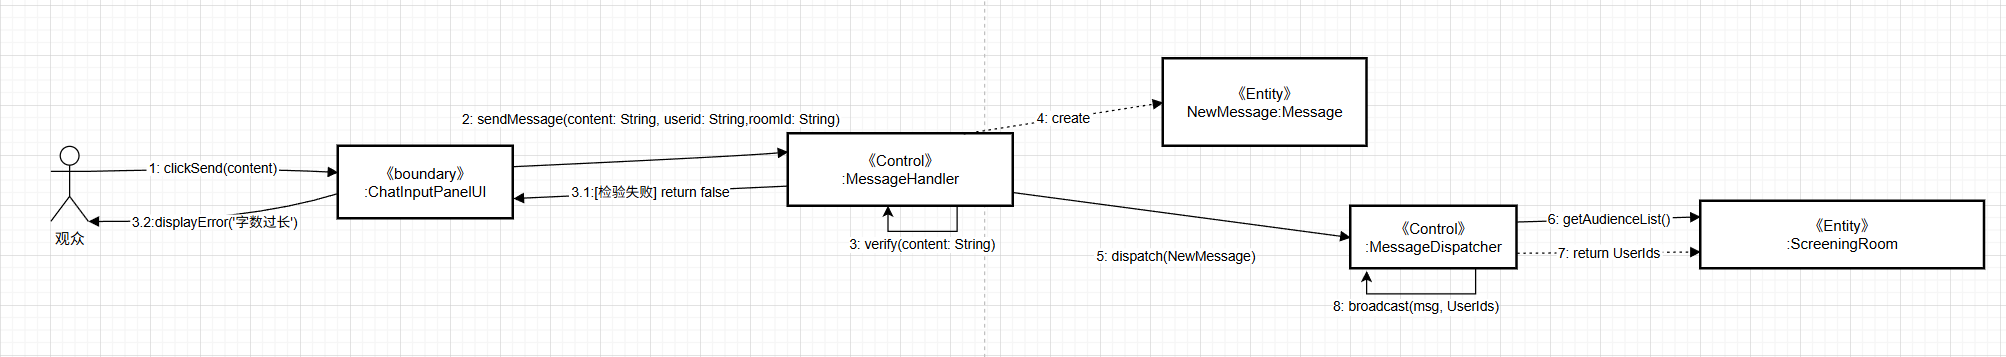 观众
1: clickSend(content)
3.2:displayError('字数过长')
《boundary》
:ChatInputPanelUI
2: sendMessage(content: String, userid: String,roomId: String)
3.1:[检验失败] return false
《Control》
:MessageHandler
3: verify(content: String)
4: create
《Entity》
NewMessage:Message
5: dispatch(NewMessage)
《Control》
:MessageDispatcher
8: broadcast(msg, UserIds)
6: getAudienceList()
7: return UserIds
《Entity》
:ScreeningRoom